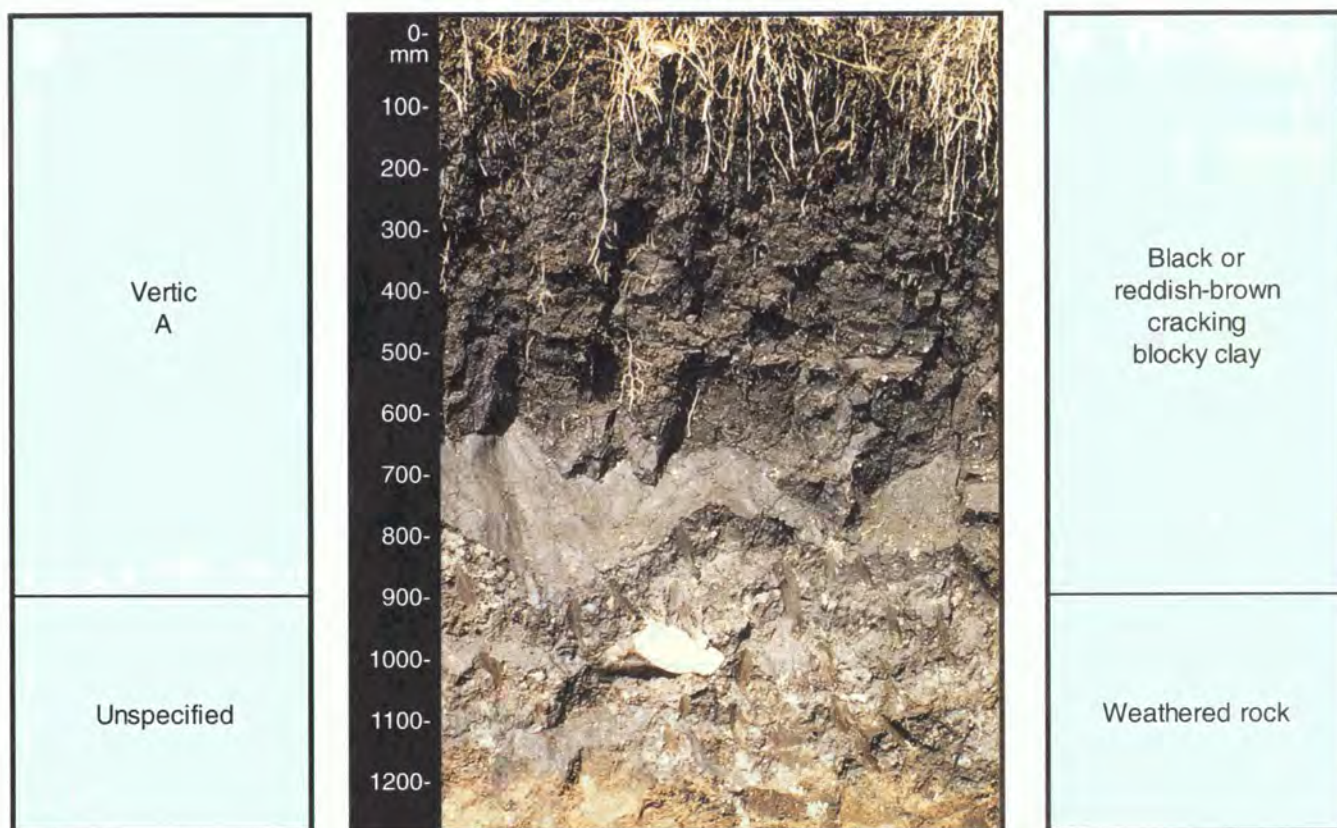 Vertic
A
Unspecified
0-
mm
100-
200-
300-
400-
500-
600-
700-
800-
900-
1000-
1100-
1200-
Black or
reddish-brown
cracking
blocky clay
Weathered rock